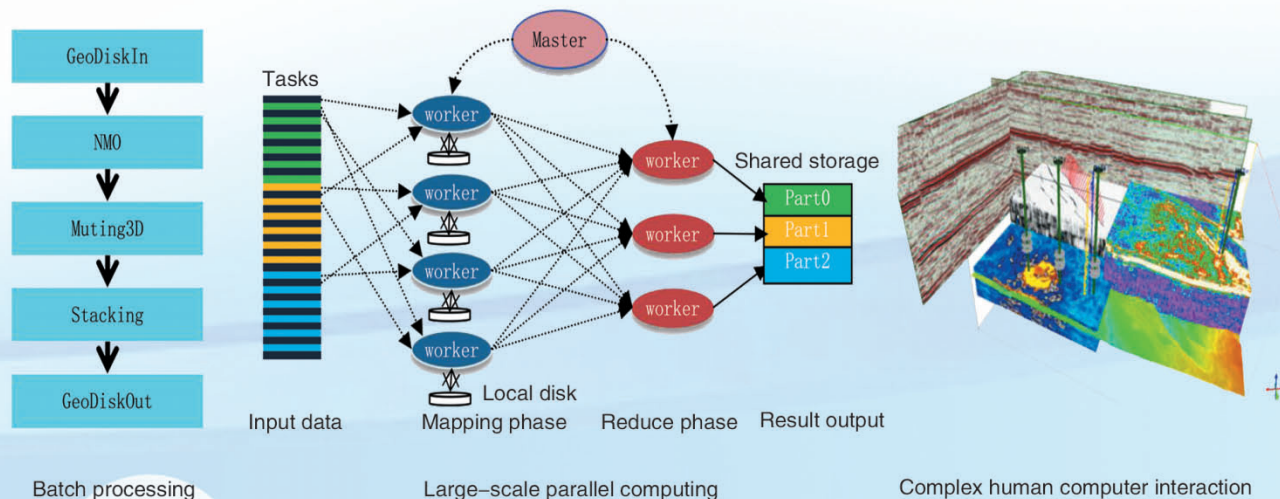 GeoDiskIn
NMO
Muting3D
Stacking
GeoDiskOut
Batch processing
Master
Tasks
worker
worker
worker
worker
Local disk
worker
worker
worker
Shared storage
Part0
Part1
Part2
Input data
Mapping phase
Reduce phase
Result output
Large-scale parallel computing
Complex human computer interaction